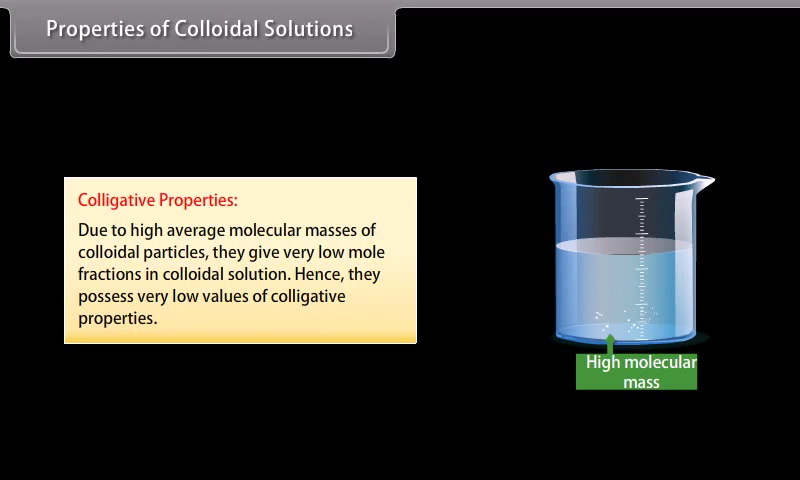 Properties of Colloidal Solutions
Colligative Properties:
Due to high average molecular masses of
colloidal particles, they give very low mole
fractions in colloidal solution. Hence, they
possess very low values of colligative
properties.
High molecular
mass